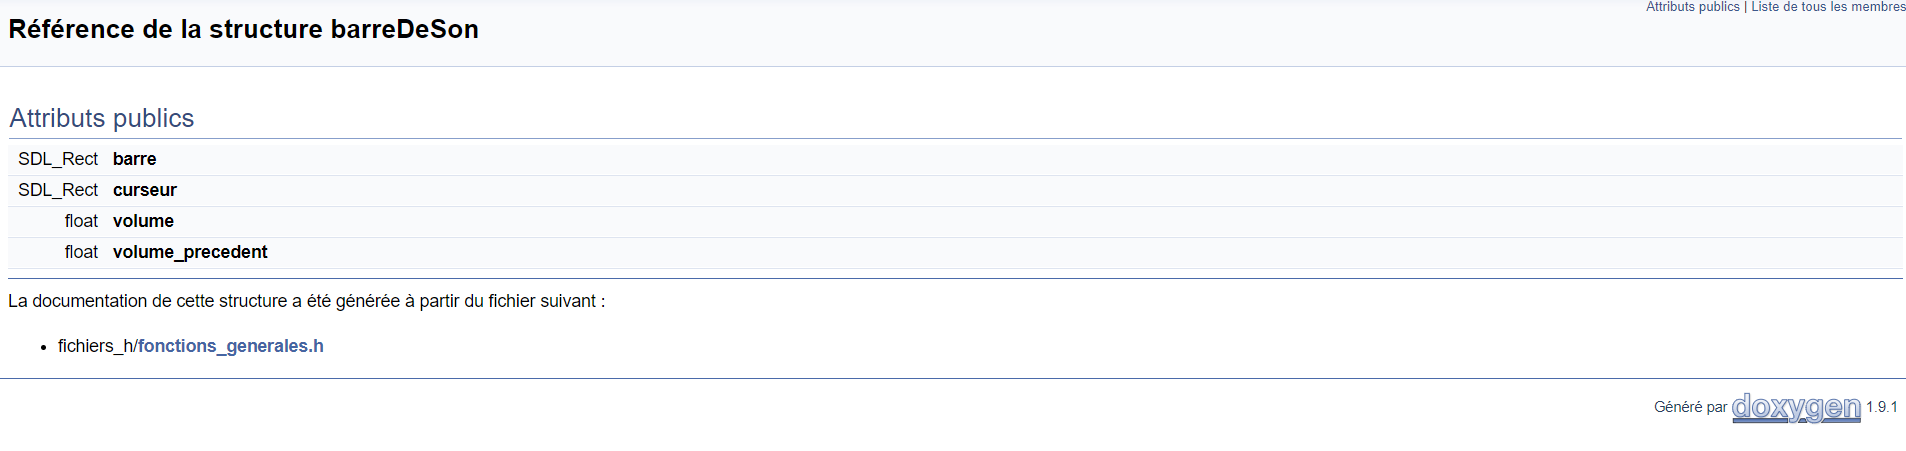 Attributs publics | Liste de tous les membres
Référence de la structure barreDeSon
Attributs publics
SDL_Rect barre
SDL_Rect curseur
float volume
float volume_precedent
La documentation de cette structure a été générée à partir du fichier suivant :
• fichiers_h/fonctions_generales.h
Généré par doxygen 1.9.1